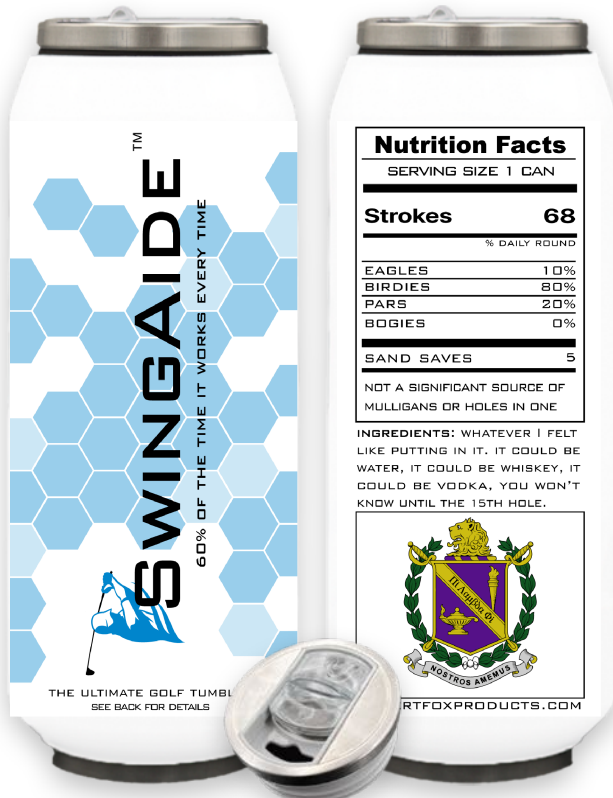 SWINGAIDE™
60% OF THE TIME IT WORKS EVERY TIME
THE ULTIMATE GOLF
SEE BACK FOR DETAILS
Nutrition Facts
SERVING SIZE 1 CAN
Strokes 68
% DAILY ROUND
EAGLES 10%
BIRDIES 80%
PARS 20%
BOGIES 0%
SAND SAVES 5
NOT A SIGNIFICANT SOURCE OF
MULLIGANS OR HOLES IN ONE
INGREDIENTS: WHATEVER I FELT
LIKE PUTTING IN IT. IT COULD BE
WATER, IT COULD BE WHISKEY, IT
COULD BE VODKA, YOU WON'T
KNOW UNTIL THE 15TH HOLE.
Πι Λαμβδα Φι
NOSTROS AMEMUS
RTFOXPRODUCTS.COM